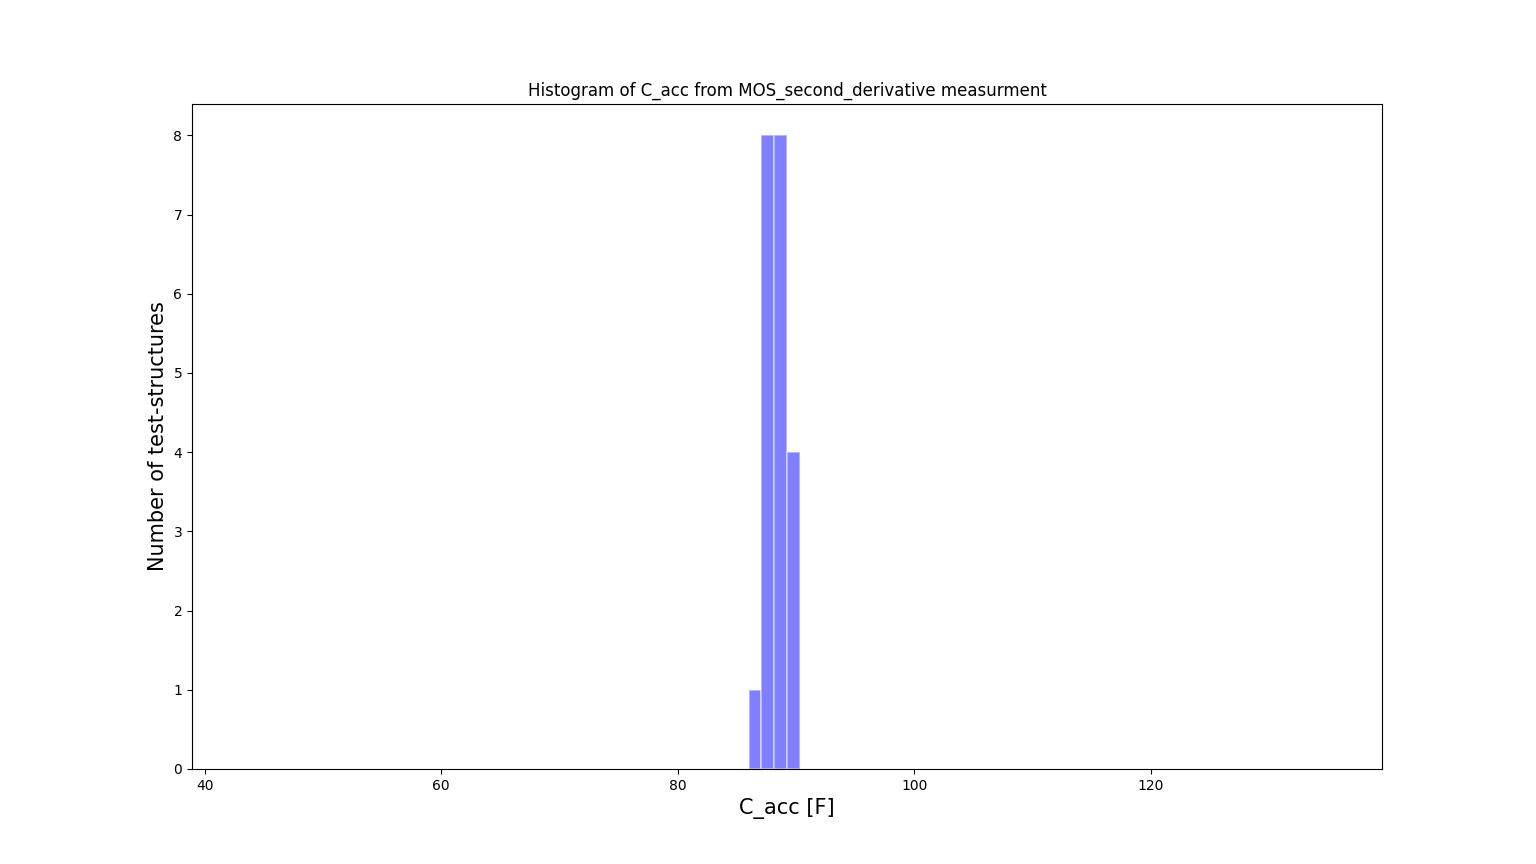 Histogram of C_acc from MOS_second_derivative measurment
8
7
6
5
4
3
2
1
0
Number of test-structures
40 60 80 100 120
C_acc [F]